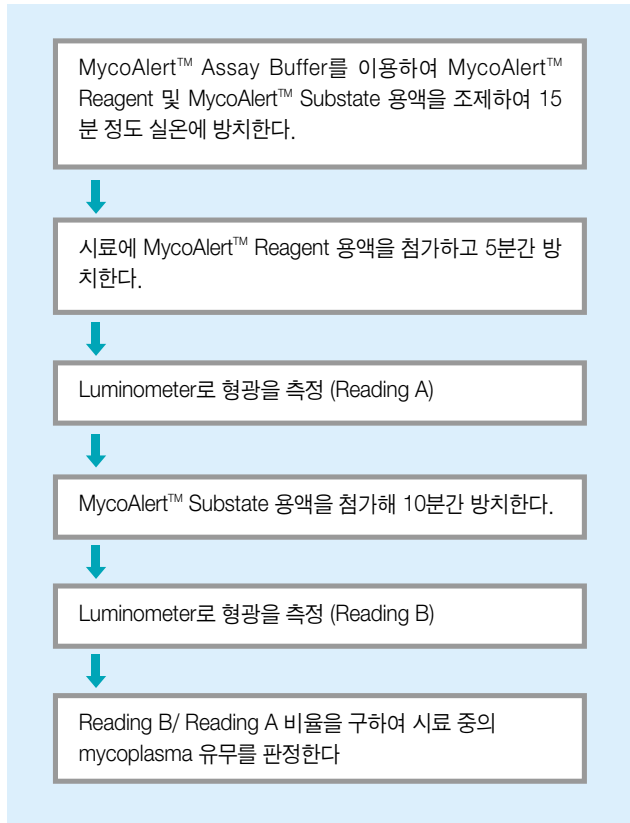 MycoAlert™ Assay Buffer를 이용하여 MycoAlert™
Reagent 및 MycoAlert™ Substate 용액을 조제하여 15
분 정도 실온에 방치한다.
시료에 MycoAlert™ Reagent 용액을 첨가하고 5분간 방
치한다.
Luminometer로 형광을 측정 (Reading A)
MycoAlert™ Substate 용액을 첨가해 10분간 방치한다.
Luminometer로 형광을 측정 (Reading B)
Reading B/ Reading A 비율을 구하여 시료 중의
mycoplasma 유무를 판정한다